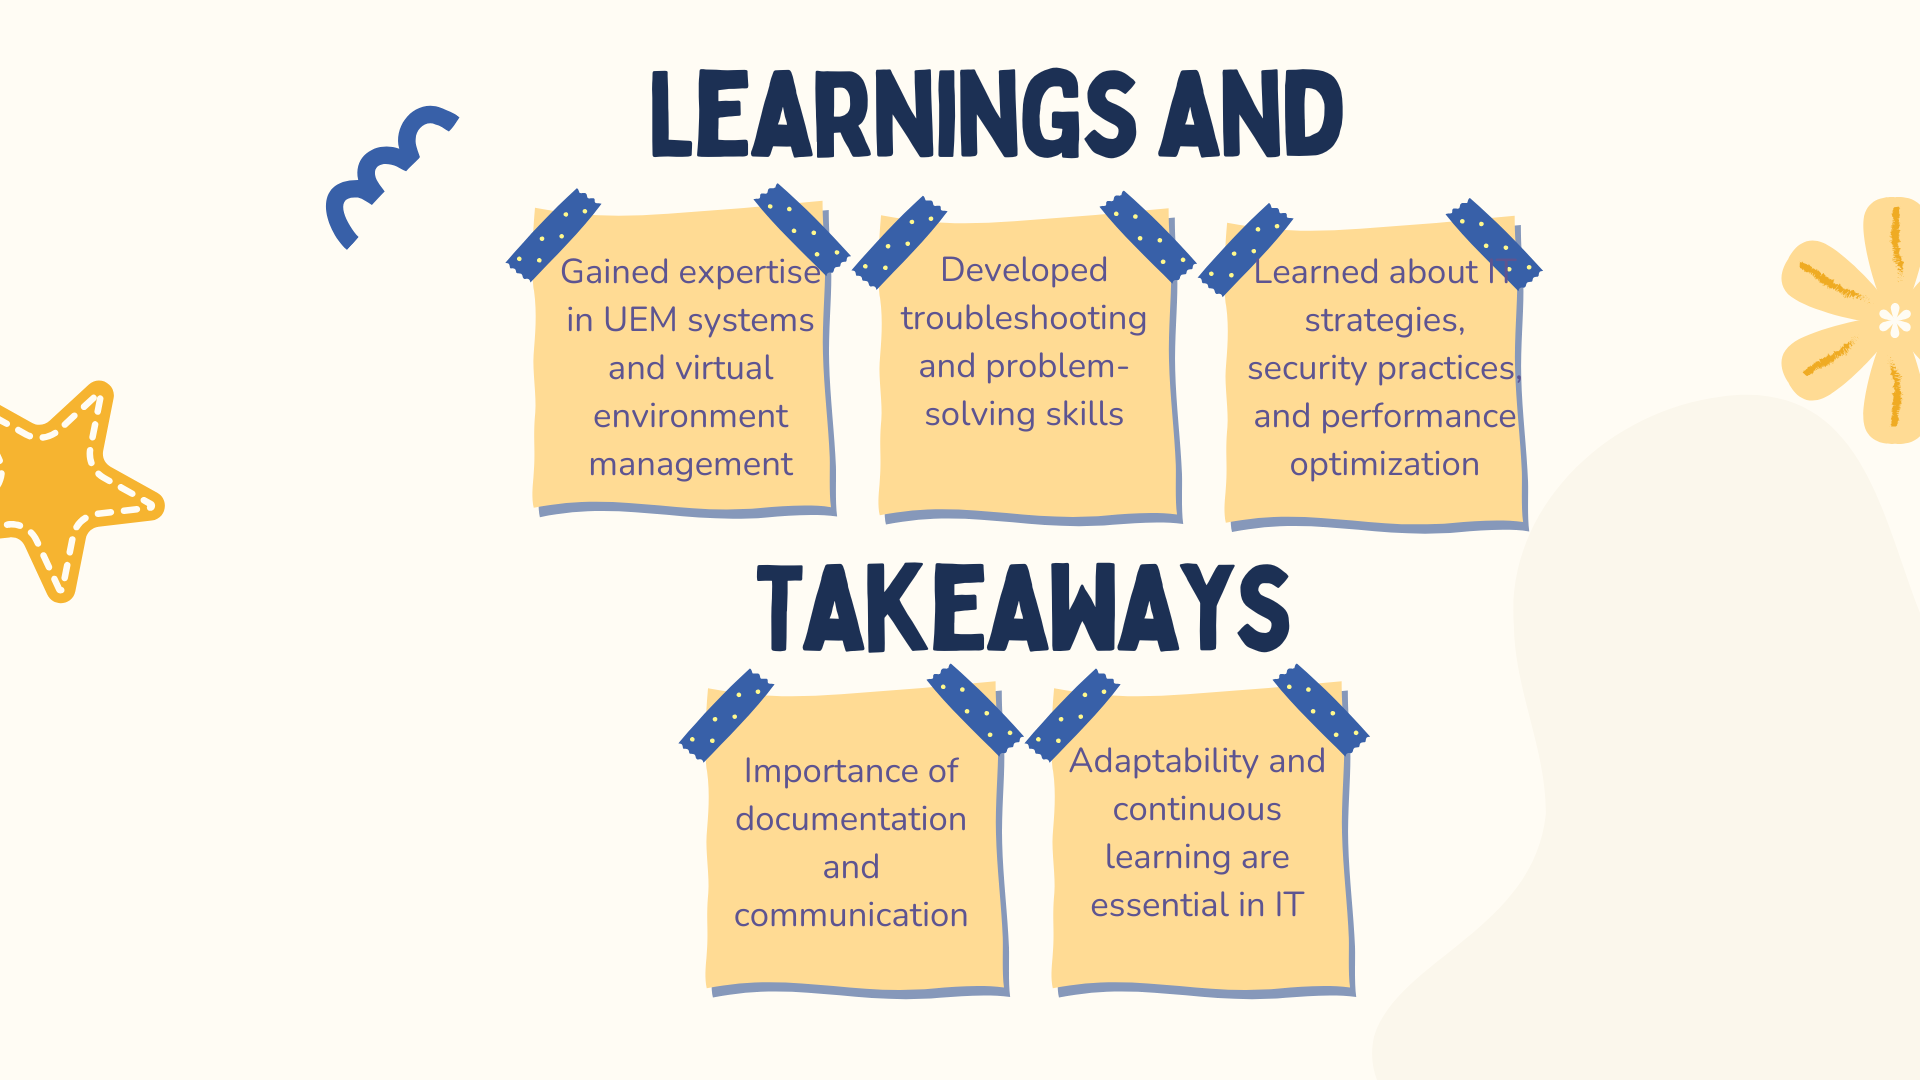 LEARNINGS AND
Gained expertise
in UEM systems
and virtual
environment
management
Developed
troubleshooting
and problem-
solving skills
Learned about IT
strategies,
security practices,
and performance
optimization
TAKEAWAYS
Importance of
documentation
and
communication
Adaptability and
continuous
learning are
essential in IT